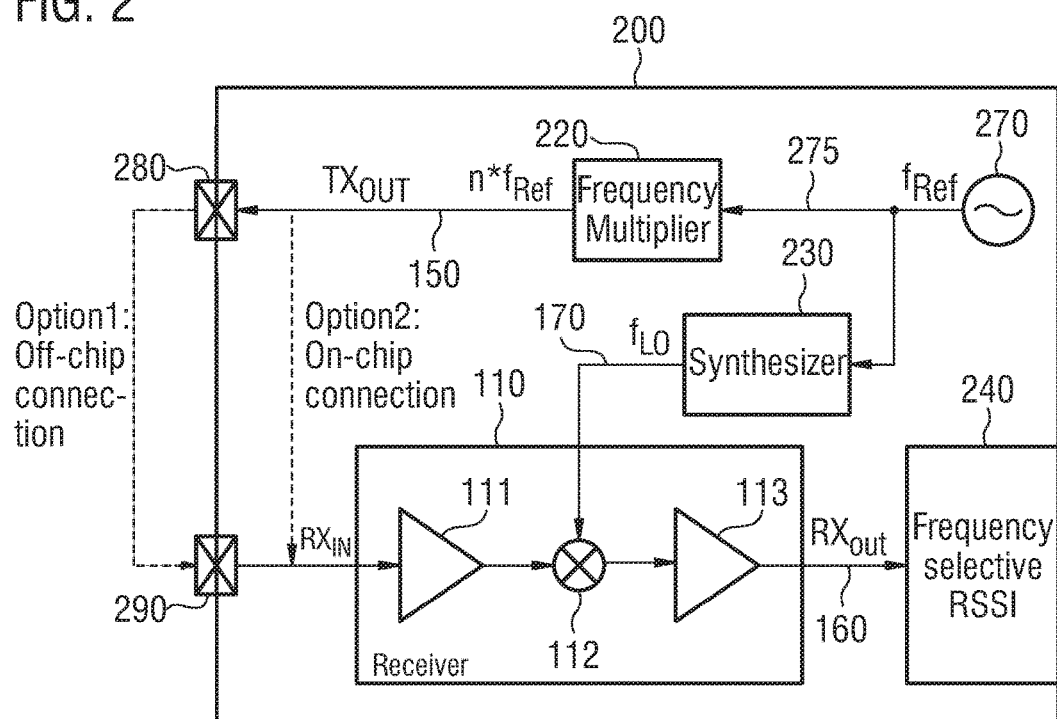 FIG. 2
200
280
TX_OUT
n*f_Ref
220
Frequency
Multiplier
275
f_Ref
270
150
230
Synthesizer
Option1:
Off-chip
connec-
tion
Option2:
On-chip
connection
170
f_LO
110
240
111
113
RX_IN
RX_out
Frequency
selective
RSSI
290
112
160
Receiver